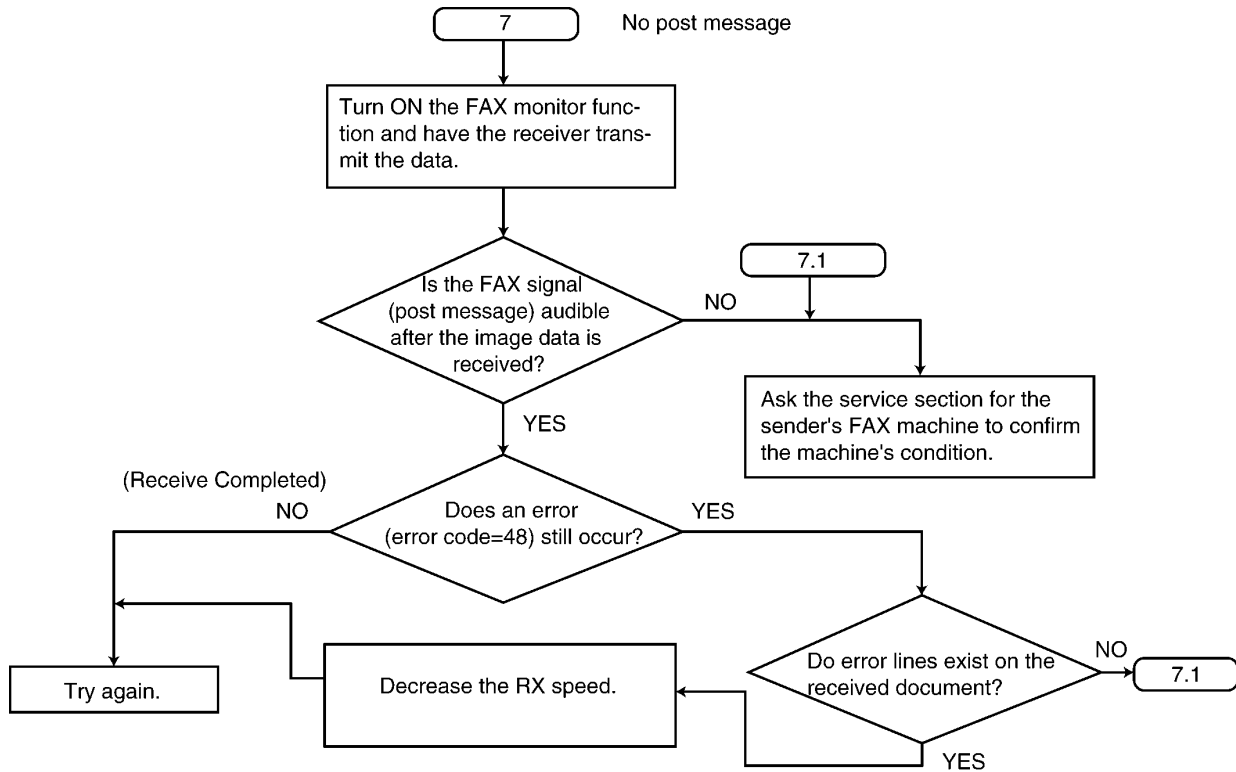 7
No post message
Turn ON the FAX monitor func-
tion and have the receiver trans-
mit the data.
7.1
Is the FAX signal
(post message) audible
after the image data is
received?
NO
Ask the service section for the
sender's FAX machine to confirm
the machine's condition.
YES
(Receive Completed)
NO
Does an error
(error code=48) still occur?
YES
Do error lines exist on the
received document?
NO
7.1
YES
Decrease the RX speed.
Try again.